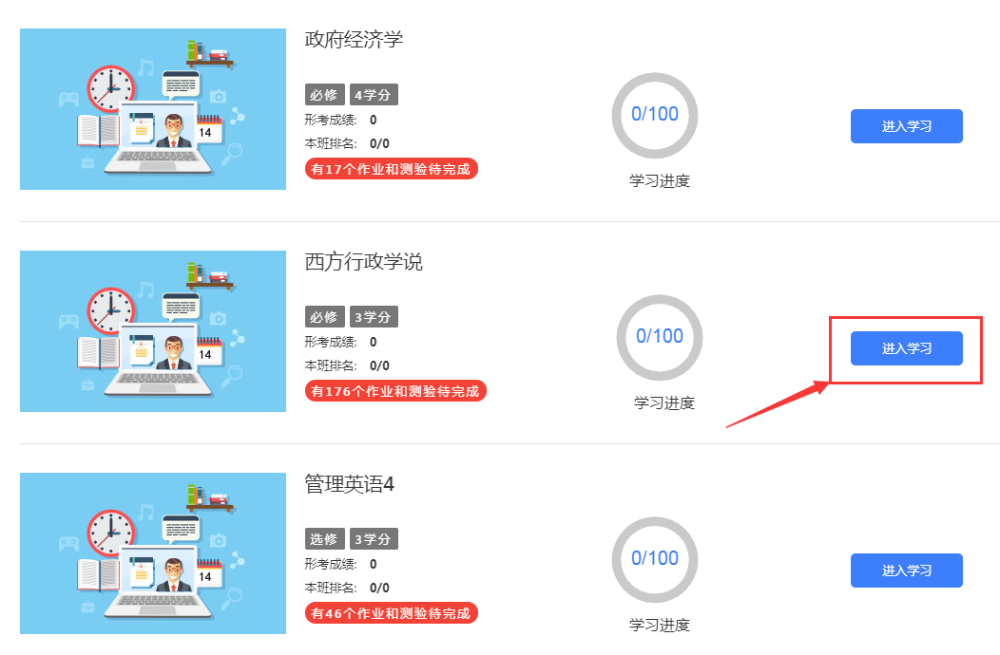 政府经济学
必修 4学分
形考成绩: 0
本班排名: 0/0
有17个作业和测验待完成
0/100
学习进度
进入学习
14
西方行政学说
必修 3学分
形考成绩: 0
本班排名: 0/0
有176个作业和测验待完成
0/100
学习进度
进入学习
14
管理英语4
选修 3学分
形考成绩: 0
本班排名: 0/0
有46个作业和测验待完成
0/100
学习进度
进入学习
14